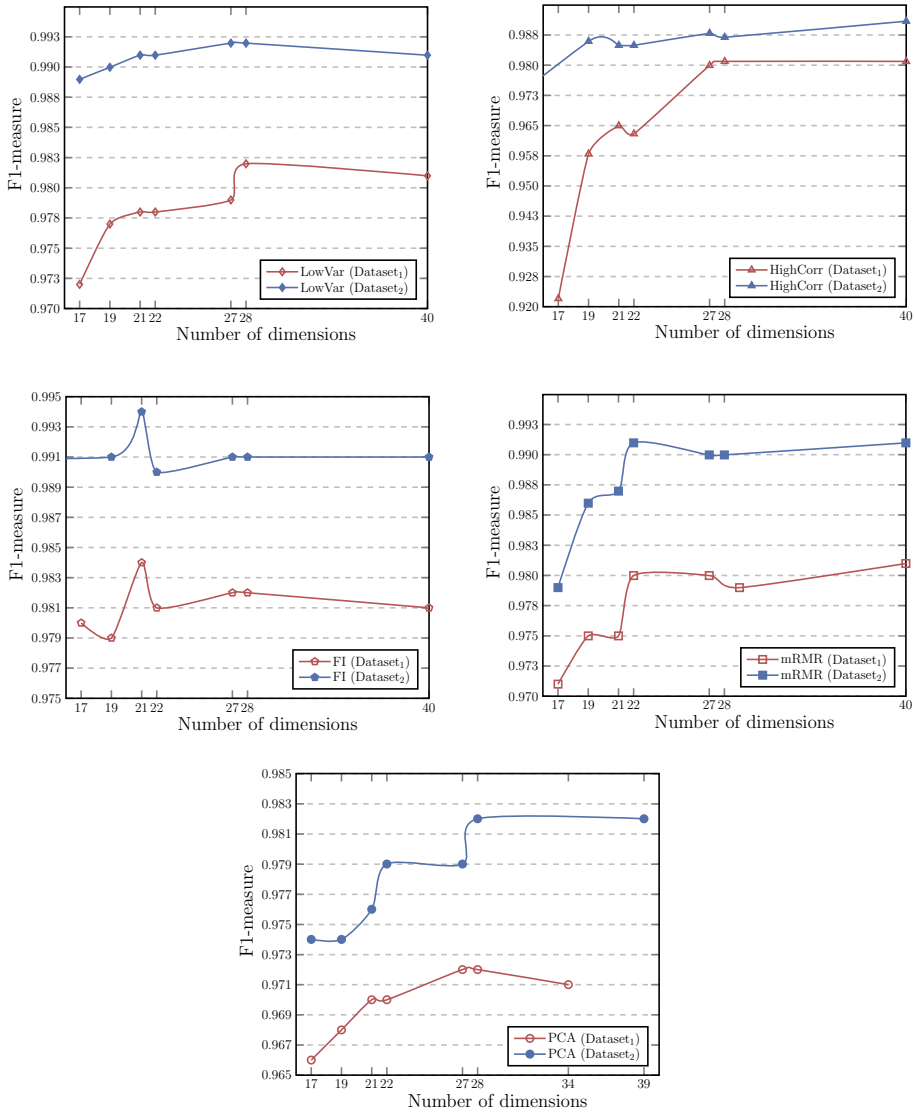 0.993
0.990
0.988
0.985
0.983
0.980
0.978
0.975
0.973
0.970
F1-measure
17 19 21 22 27 28 40
Number of dimensions
LowVar (Dataset₁)
LowVar (Dataset₂)
0.988
0.980
0.973
0.965
0.958
0.950
0.943
0.935
0.928
0.920
F1-measure
17 19 21 22 27 28 40
Number of dimensions
HighCorr (Dataset₁)
HighCorr (Dataset₂)
0.995
0.993
0.991
0.989
0.987
0.985
0.983
0.981
0.979
0.977
0.975
F1-measure
17 19 21 22 27 28 40
Number of dimensions
FI (Dataset₁)
FI (Dataset₂)
0.993
0.990
0.988
0.985
0.983
0.980
0.978
0.975
0.973
0.970
F1-measure
17 19 21 22 27 28 40
Number of dimensions
mRMR (Dataset₁)
mRMR (Dataset₂)
0.985
0.983
0.981
0.979
0.977
0.975
0.973
0.971
0.969
0.967
0.965
F1-measure
17 19 21 22 27 28 34 39
Number of dimensions
PCA (Dataset₁)
PCA (Dataset₂)